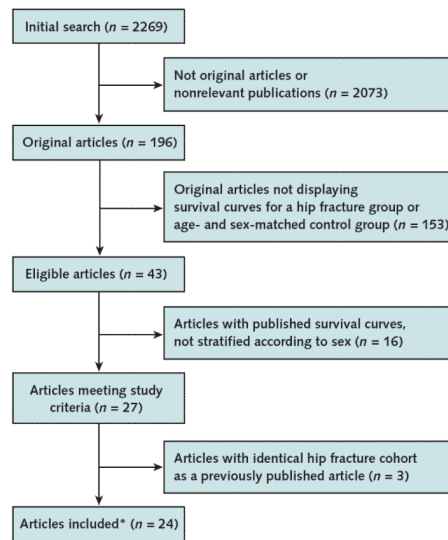 Initial search (n = 2269)
Not original articles or
nonrelevant publications (n = 2073)
Original articles (n = 196)
Original articles not displaying
survival curves for a hip fracture group or
age- and sex-matched control group (n = 153)
Eligible articles (n = 43)
Articles with published survival curves,
not stratified according to sex (n = 16)
Articles meeting study
criteria (n = 27)
Articles with identical hip fracture cohort
as a previously published article (n = 3)
Articles included* (n = 24)